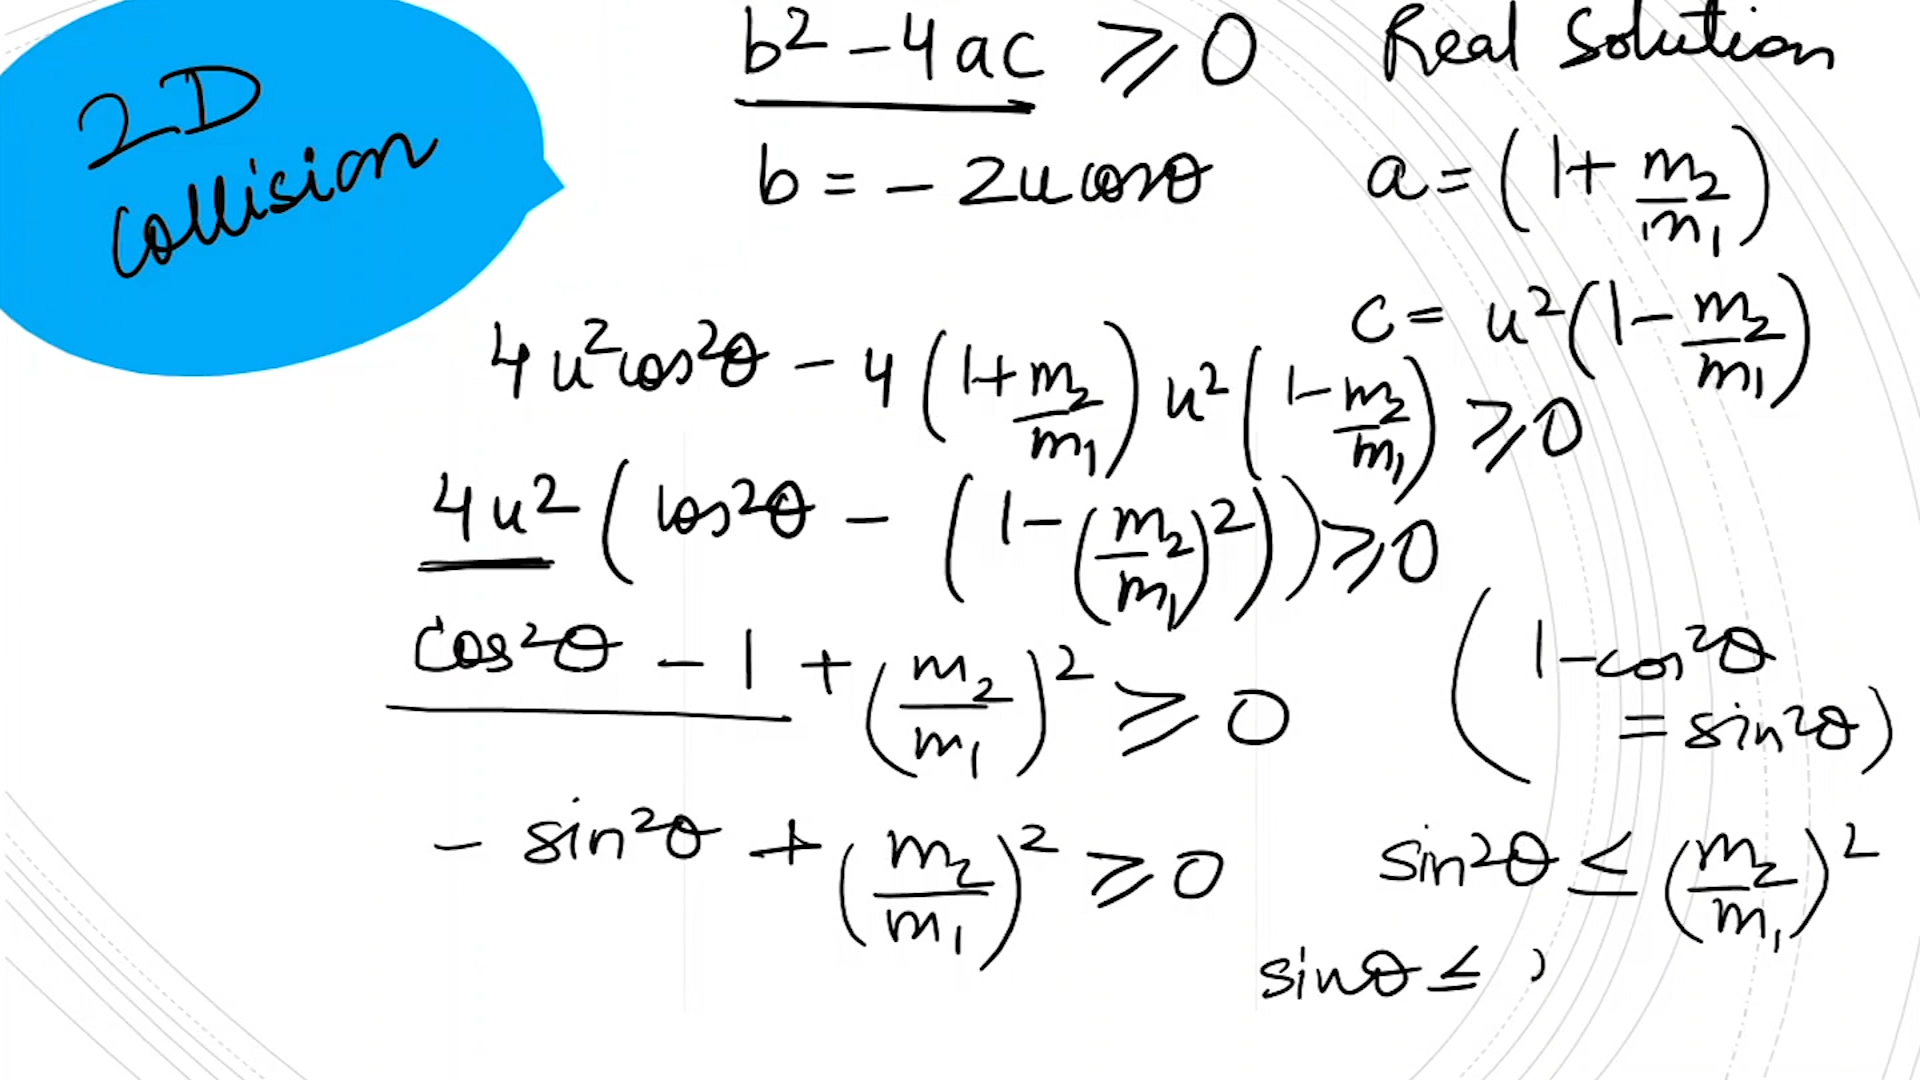 2D
Collision
b² - 4ac ⩾ 0 Real Solution
b = - 2u cosθ a = (1 + m₂/m₁)
c = u² (1 - m₂/m₁)
4u² cos²θ - 4 (1 + m₂/m₁) u² (1 - m₂/m₁) ⩾ 0
4u² (cos²θ - (1 - (m₂/m₁)²)) ⩾ 0
cos²θ - 1 + (m₂/m₁)² ⩾ 0
(1 - cos²θ
= sin²θ)
- sin²θ + (m₂/m₁)² ⩾ 0
sin²θ ≤ (m₂/m₁)²
sinθ ≤